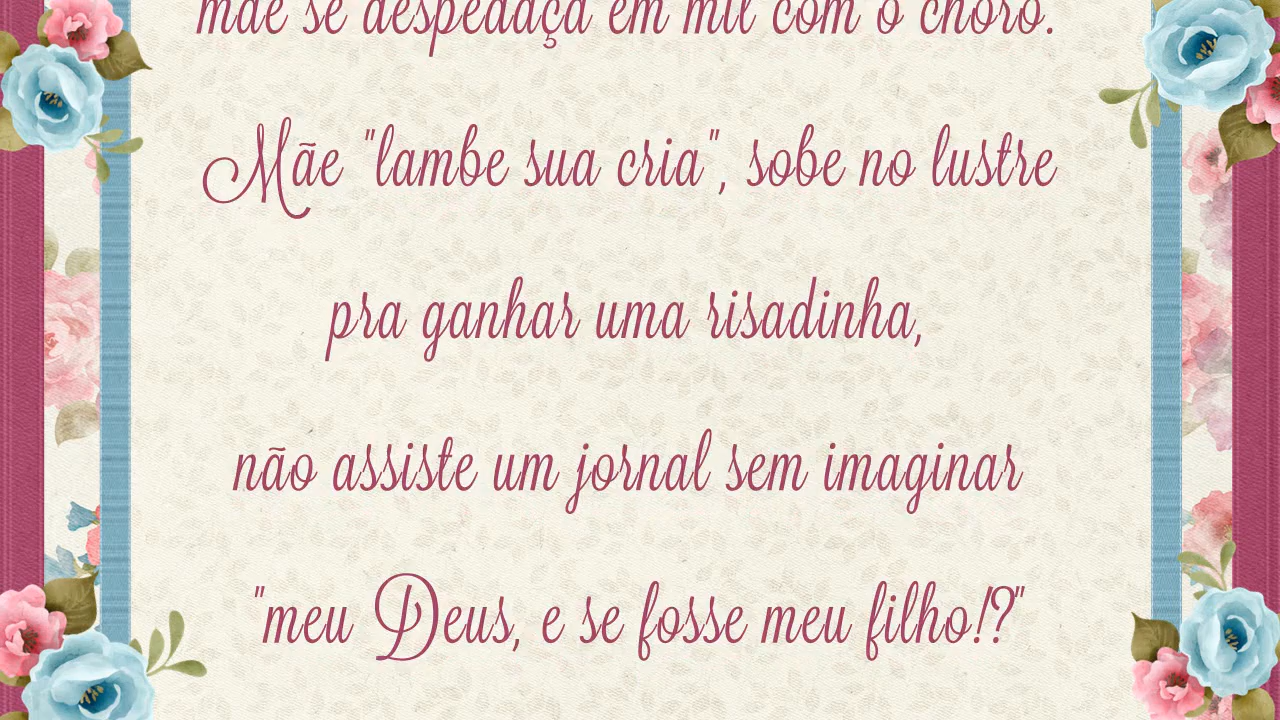 mãe se despedaça em mil com o choro.
Mãe "lambe sua cria", sobe no lustre
pra ganhar uma risadinha,
não assiste um jornal sem imaginar
"meu Deus, e se fosse meu filho!?"